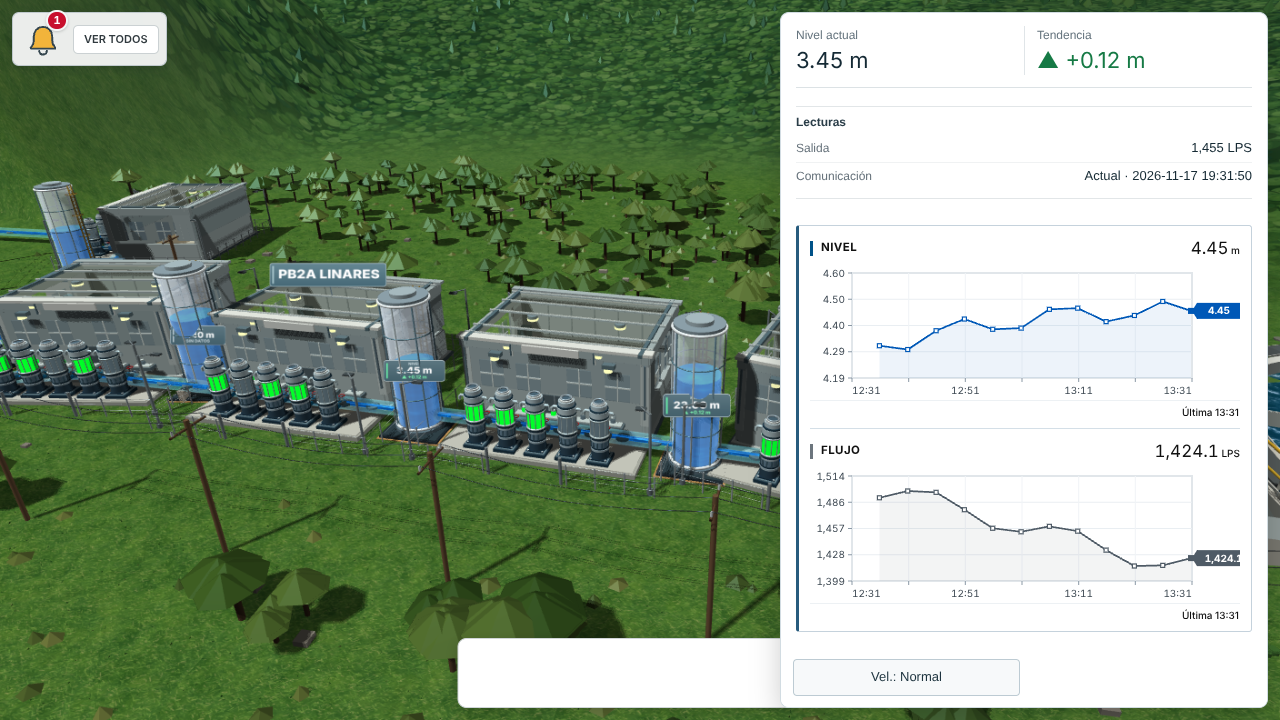 1
VER TODOS
PB2A LINARES
3.45 m
Nivel actual
3.45 m
Tendencia
+0.12 m
Lecturas
Salida
1,455 LPS
Comunicación
Actual · 2026-11-17 19:31:50
NIVEL
4.45 m
4.60
4.50
4.40
4.29
4.19
4.45
12:31
12:51
13:11
13:31
Última 13:31
FLUJO
1,424.1 LPS
1,514
1,486
1,457
1,428
1,399
1,424.1
12:31
12:51
13:11
13:31
Última 13:31
Vel.: Normal